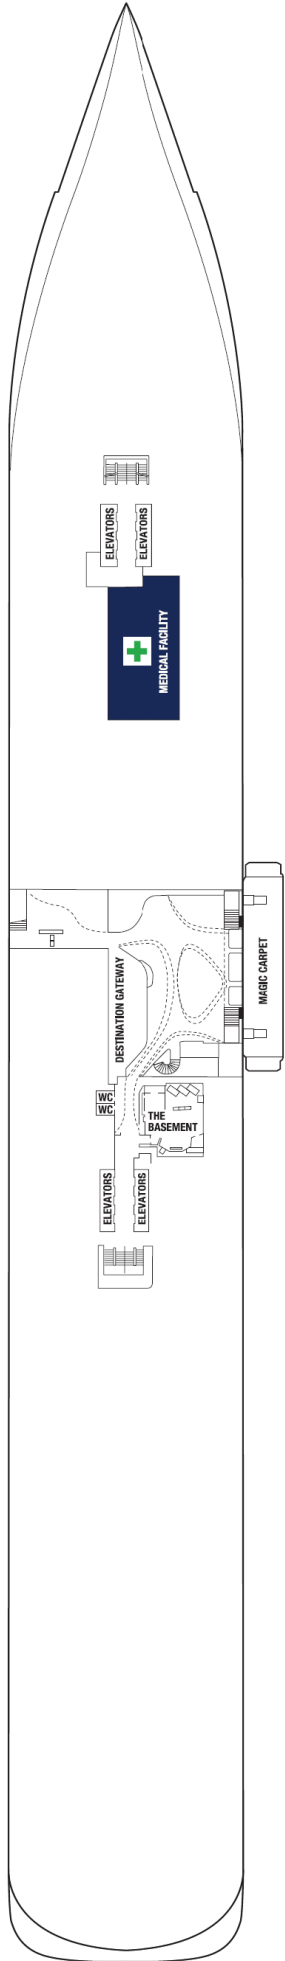 ELEVATORS
ELEVATORS
MEDICAL FACILITY
MAGIC CARPET
DESTINATION GATEWAY
WC
WC
THE
BASEMENT
ELEVATORS
ELEVATORS